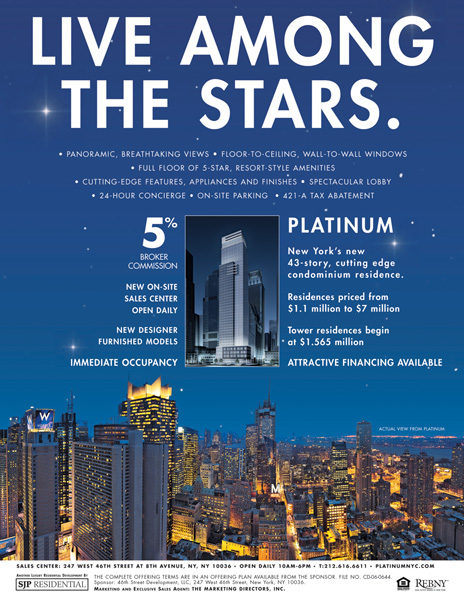 LIVE AMONG
THE STARS.
• PANORAMIC, BREATHTAKING VIEWS • FLOOR-TO-CEILING, WALL-TO-WALL WINDOWS
• FULL FLOOR OF 5-STAR, RESORT-STYLE AMENITIES
• CUTTING-EDGE FEATURES, APPLIANCES AND FINISHES • SPECTACULAR LOBBY
• 24-HOUR CONCIERGE • ON-SITE PARKING • 421-A TAX ABATEMENT
5%
BROKER
COMMISSION
NEW ON-SITE
SALES CENTER
OPEN DAILY
NEW DESIGNER
FURNISHED MODELS
IMMEDIATE OCCUPANCY
PLATINUM
New York's new
43-story, cutting edge
condominium residence.
Residences priced from
$1.1 million to $7 million
Tower residences begin
at $1.565 million
ATTRACTIVE FINANCING AVAILABLE
ACTUAL VIEW FROM PLATINUM
W
M
SALES CENTER: 247 WEST 46TH STREET AT 8TH AVENUE, NY, NY 10036 • OPEN DAILY 10AM-6PM • T:212.616.6611 • PLATINUMNYC.COM
ANOTHER LUXURY RESIDENTIAL DEVELOPMENT BY:
SJP RESIDENTIAL
THE COMPLETE OFFERING TERMS ARE IN AN OFFERING PLAN AVAILABLE FROM THE SPONSOR. FILE NO. CD060644.
Sponsor: 46th Street Development, LLC, 247 West 46th Street, New York, NY 10036.
MARKETING AND EXCLUSIVE SALES AGENT: THE MARKETING DIRECTORS, INC.
REBNY